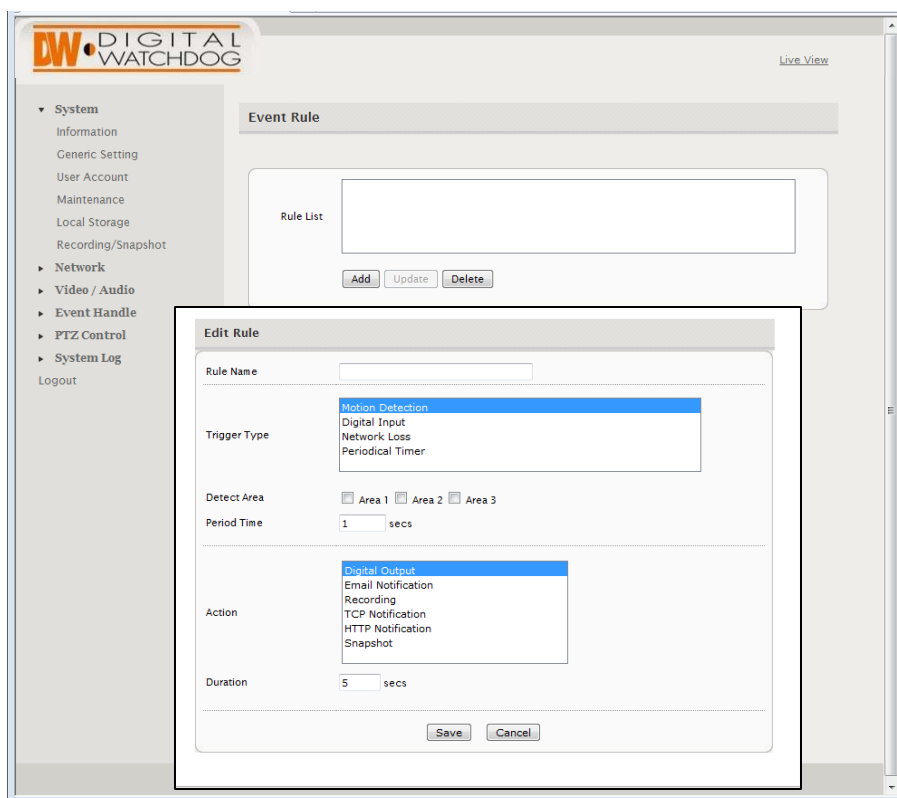 DW DIGITAL
WATCHDOG
Live View
System
Information
Generic Setting
User Account
Maintenance
Local Storage
Recording/Snapshot
Network
Video / Audio
Event Handle
PTZ Control
System Log
Logout
Event Rule
Rule List
Add Update Delete
Edit Rule
Rule Name
Trigger Type
Motion Detection
Digital Input
Network Loss
Periodical Timer
Detect Area Area 1 Area 2 Area 3
Period Time 1 secs
Action
Digital Output
Email Notification
Recording
TCP Notification
HTTP Notification
Snapshot
Duration 5 secs
Save Cancel